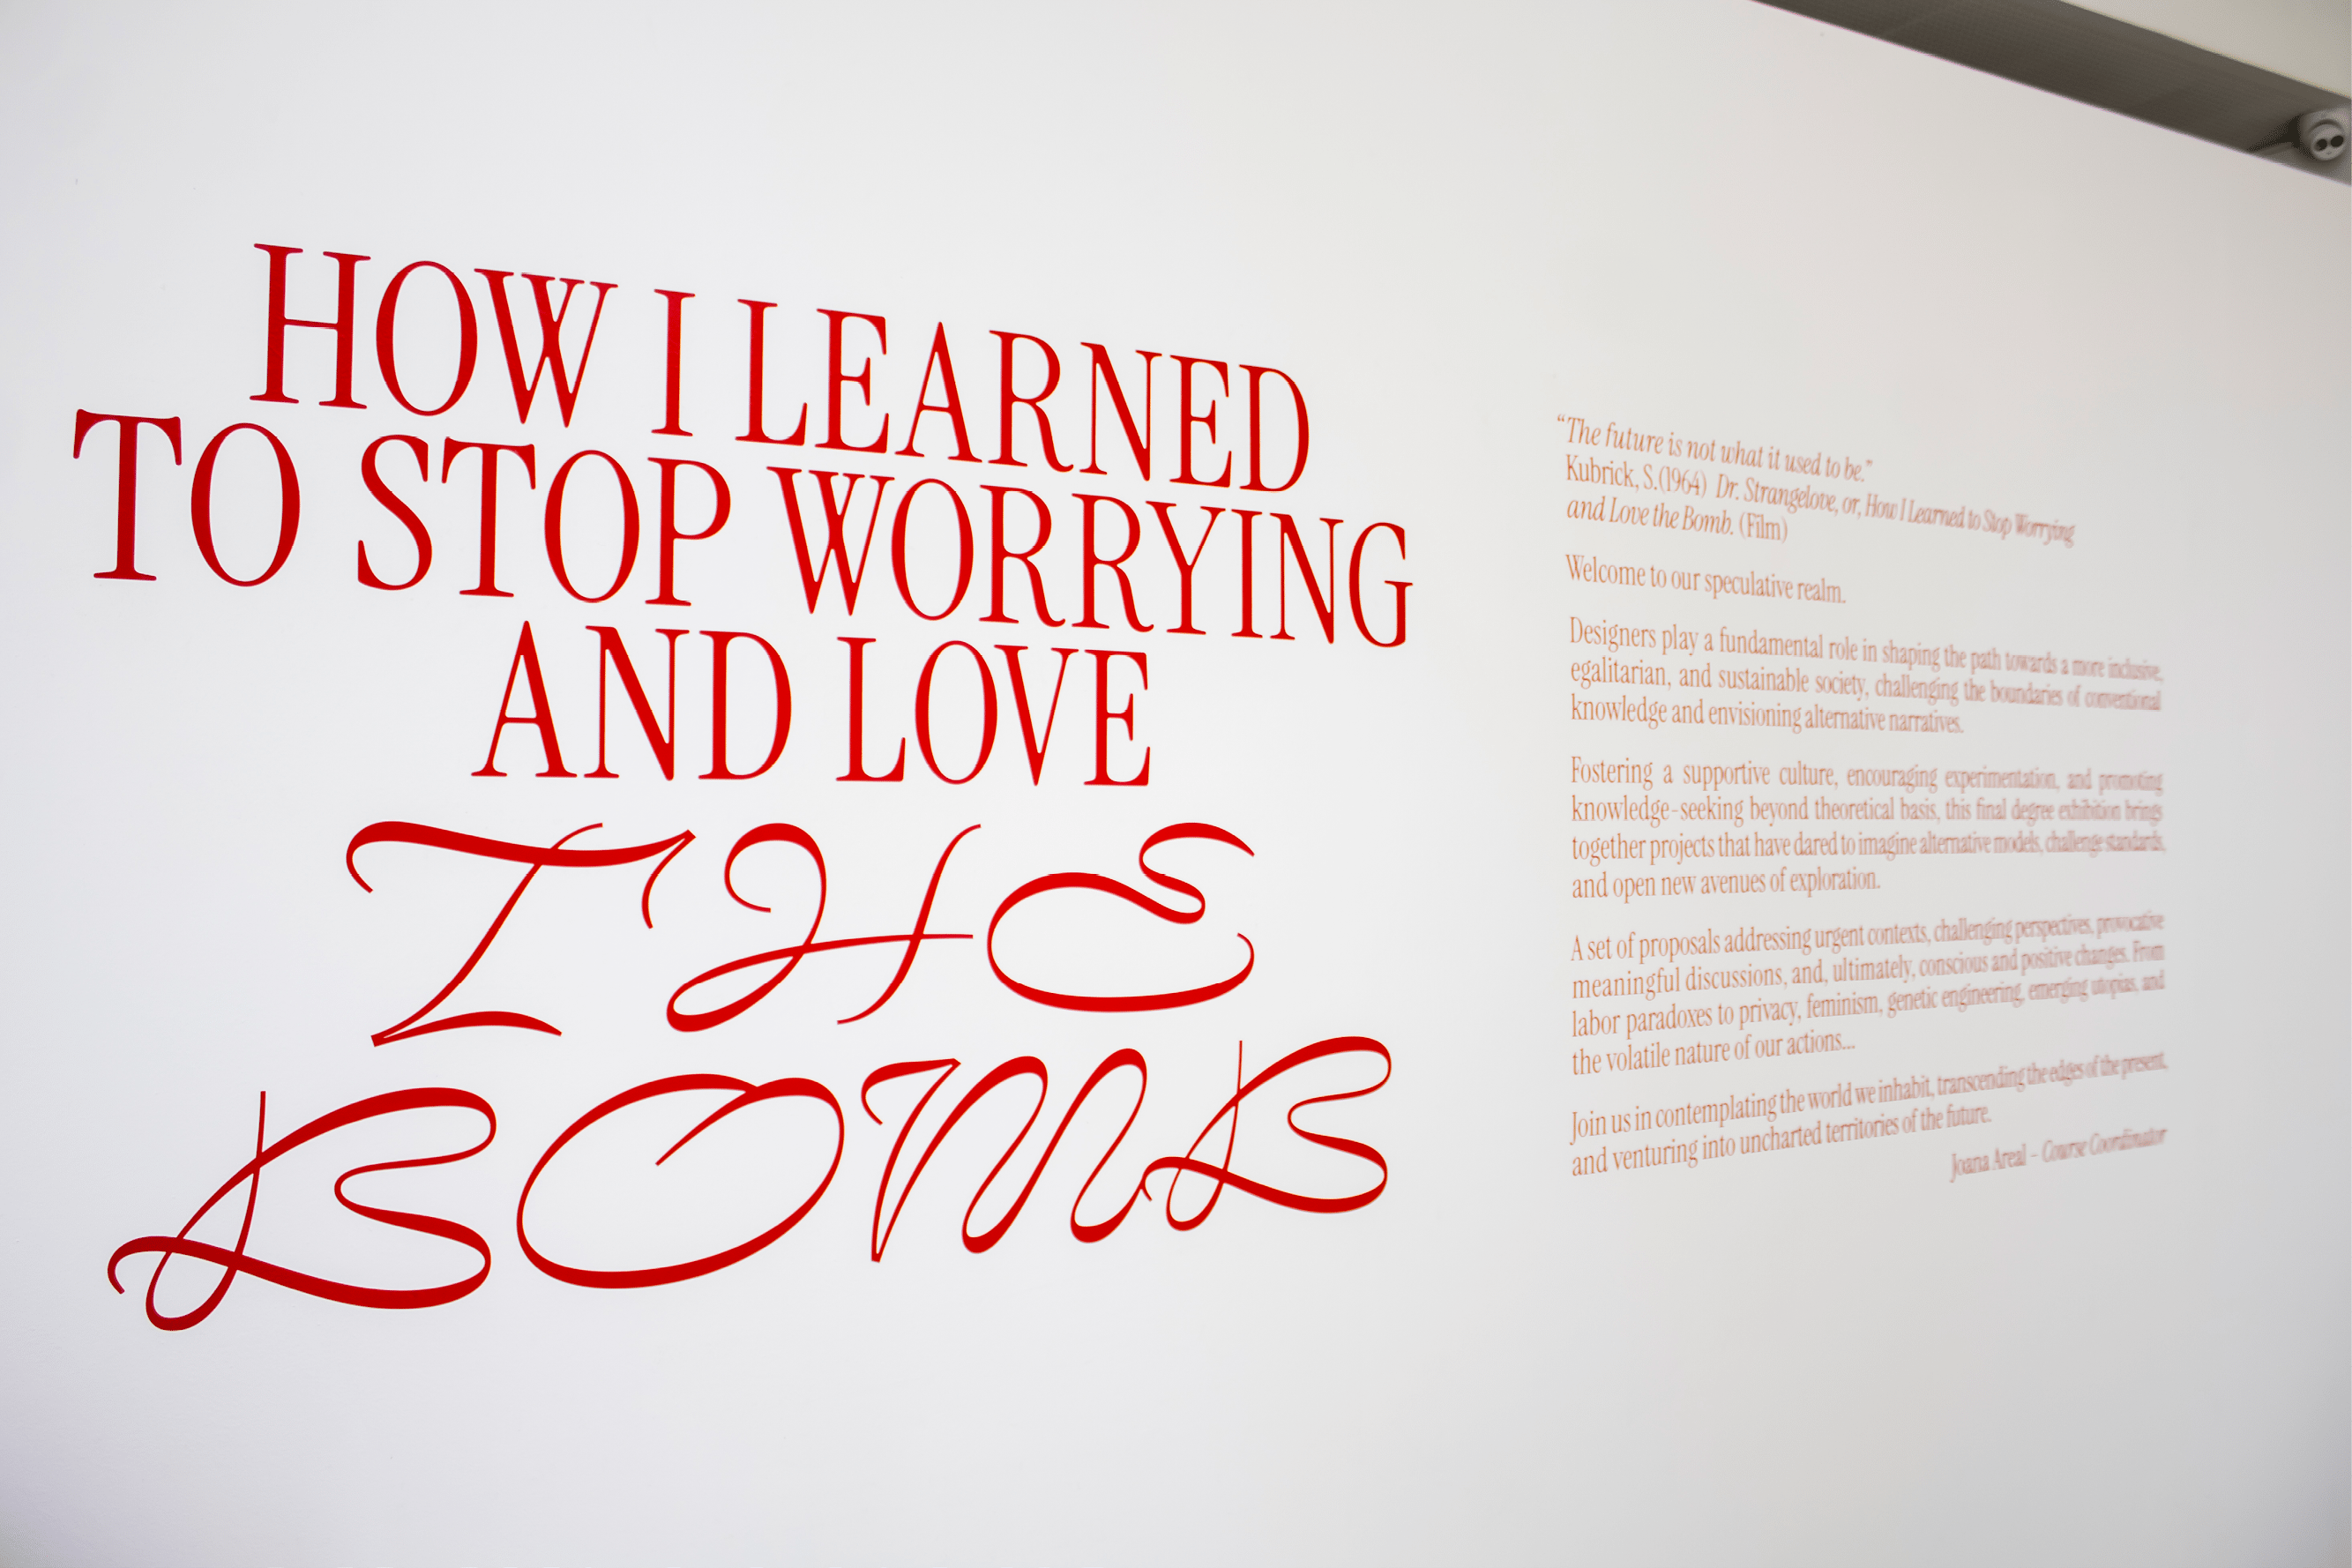 HOW I LEARNED
TO STOP WORRYING
AND LOVE
THE
BOMB
“The future is not what it used to be.”
Kubrick, S.(1964) Dr. Strangelove, or, How I Learned to Stop Worrying
and Love the Bomb. (Film)
Welcome to our speculative realm.
Designers play a fundamental role in shaping the path towards a more inclusive,
egalitarian, and sustainable society, challenging the boundaries of conventional
knowledge and envisioning alternative narratives.
Fostering a supportive culture, encouraging experimentation, and promoting
knowledge-seeking beyond theoretical basis, this final degree exhibition brings
together projects that have dared to imagine alternative models, challenge standards,
and open new avenues of exploration.
A set of proposals addressing urgent contexts, challenging perspectives, provocative
meaningful discussions, and, ultimately, conscious and positive changes. From
labor paradoxes to privacy, feminism, genetic engineering, emerging utopias, and
the volatile nature of our actions...
Join us in contemplating the world we inhabit, transcending the edges of the present,
and venturing into uncharted territories of the future.
Joana Areal – Course Coordinator